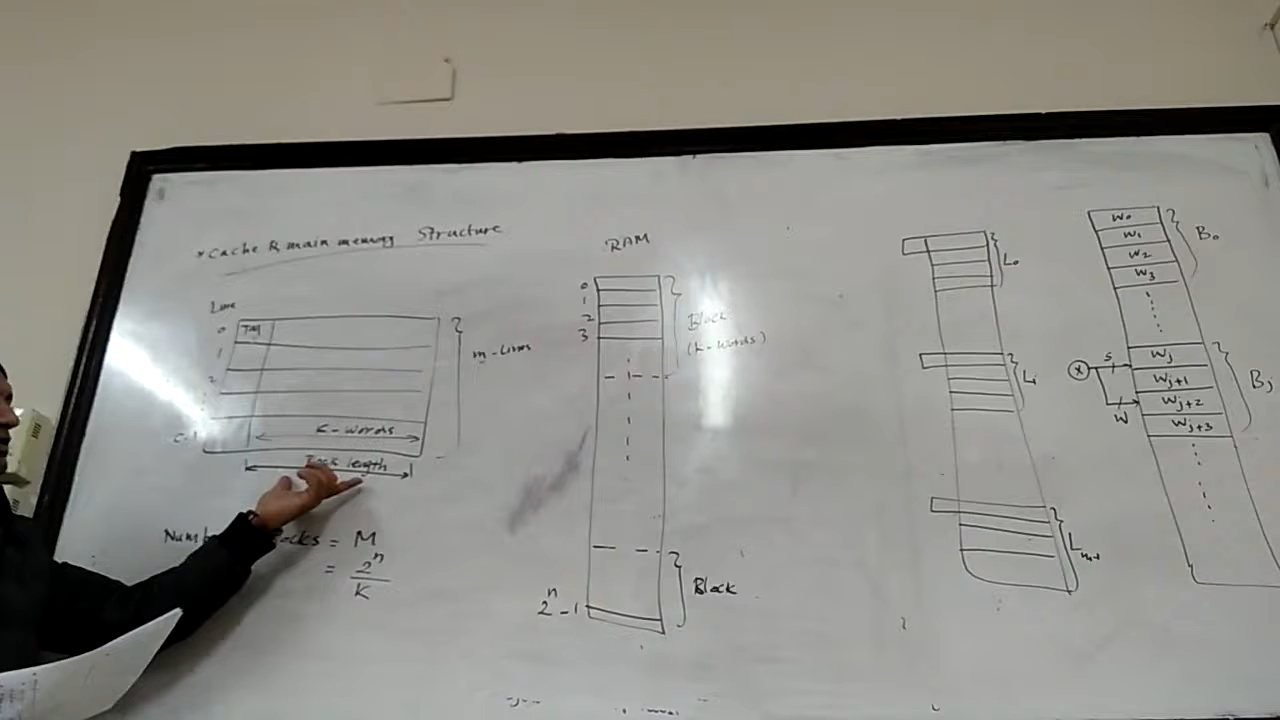 * Cache & main memory Structure
Line
0 Tag
1
2
C-1
m-Lines
K-words
Block length
= M
= 2^n / K
RAM
0
1
2
3
Block
(K-words)
Block
2^n-1
L0
Li
W0
W1
W2
W3
B0
X S
W
Wj
Wj+1
Wj+2
Wj+3
Bj